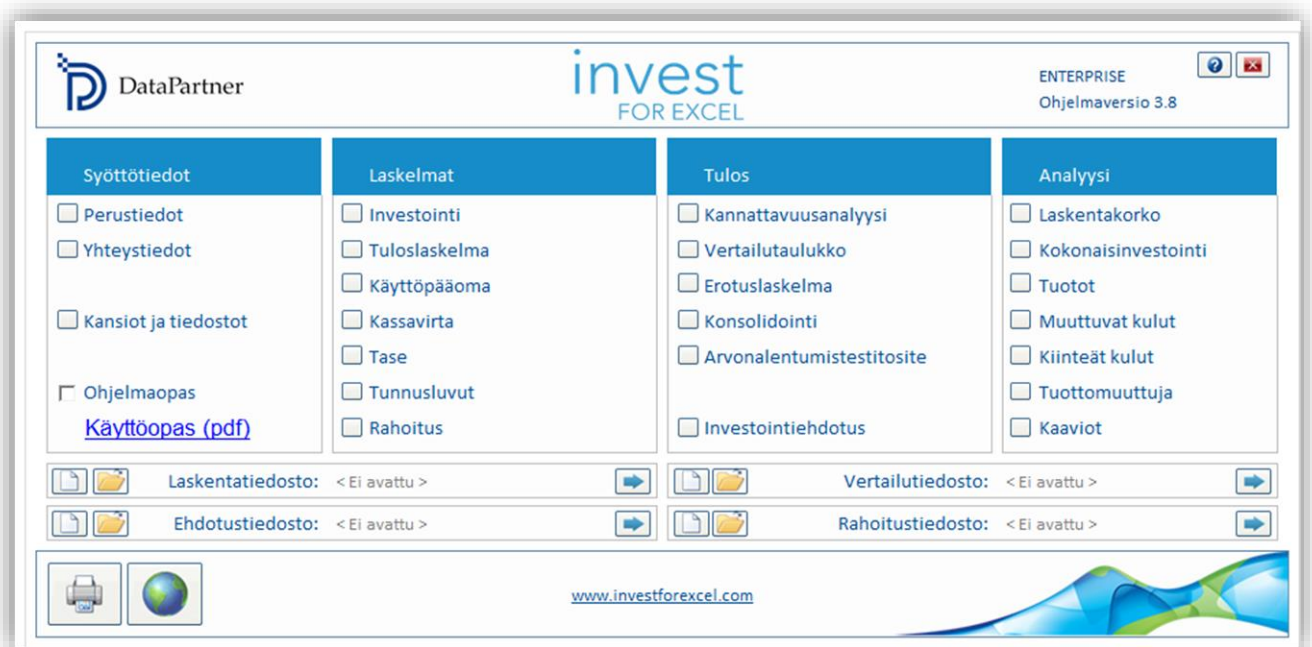 DataPartner
invest
FOR EXCEL
ENTERPRISE
Ohjelmaversio 3.8
Syöttötiedot
Perustiedot
Yhteystiedot
Kansiot ja tiedostot
Ohjelmaopas
Käyttöopas (pdf)
Laskelmat
Investointi
Tuloslaskelma
Käyttöpääoma
Kassavirta
Tase
Tunnusluvut
Rahoitus
Tulos
Kannattavuusanalyysi
Vertailutaulukko
Erotuslaskelma
Konsolidointi
Arvonalentumistestitosite
Investointiehdotus
Analyysi
Laskentakorko
Kokonaisinvestointi
Tuotot
Muuttuvat kulut
Kiinteät kulut
Tuottomuuttuja
Kaaviot
Laskentatiedosto: < Ei avattu >
Vertailutiedosto: < Ei avattu >
Ehdotustiedosto: < Ei avattu >
Rahoitustiedosto: < Ei avattu >
www.investforexcel.com